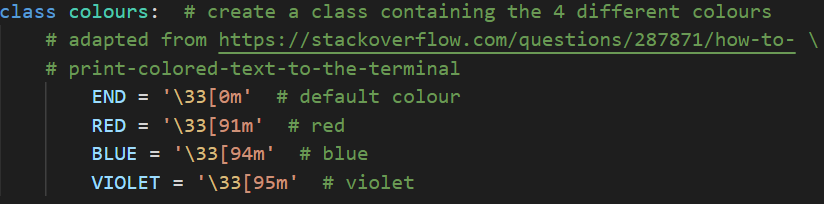 class colours:  # create a class containing the 4 different colours
    # adapted from https://stackoverflow.com/questions/287871/how-to- \
    # print-colored-text-to-the-terminal
        END = '\33[0m'  # default colour
        RED = '\33[91m'  # red
        BLUE = '\33[94m'  # blue
        VIOLET = '\33[95m'  # violet